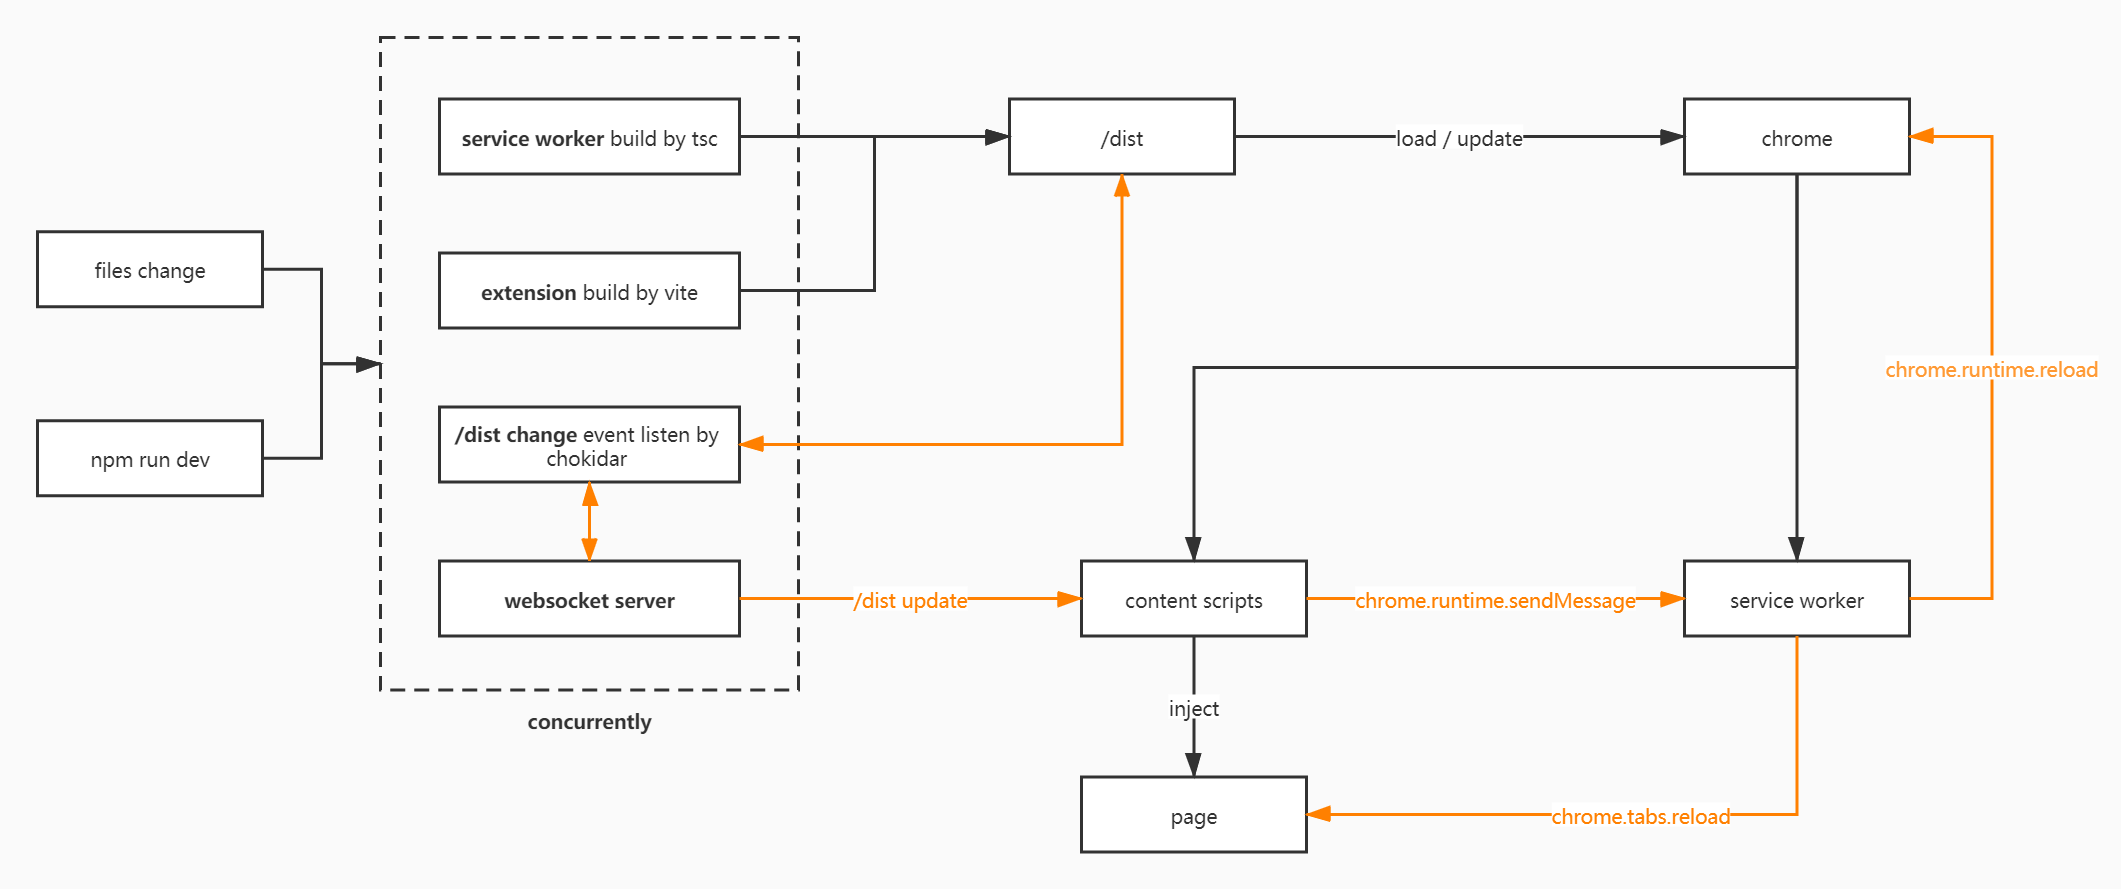 service worker build by tsc
/dist
load / update
chrome
files change
extension build by vite
chrome.runtime.reload
/dist change event listen by
chokidar
npm run dev
websocket server
/dist update
content scripts
chrome.runtime.sendMessage
service worker
inject
concurrently
page
chrome.tabs.reload